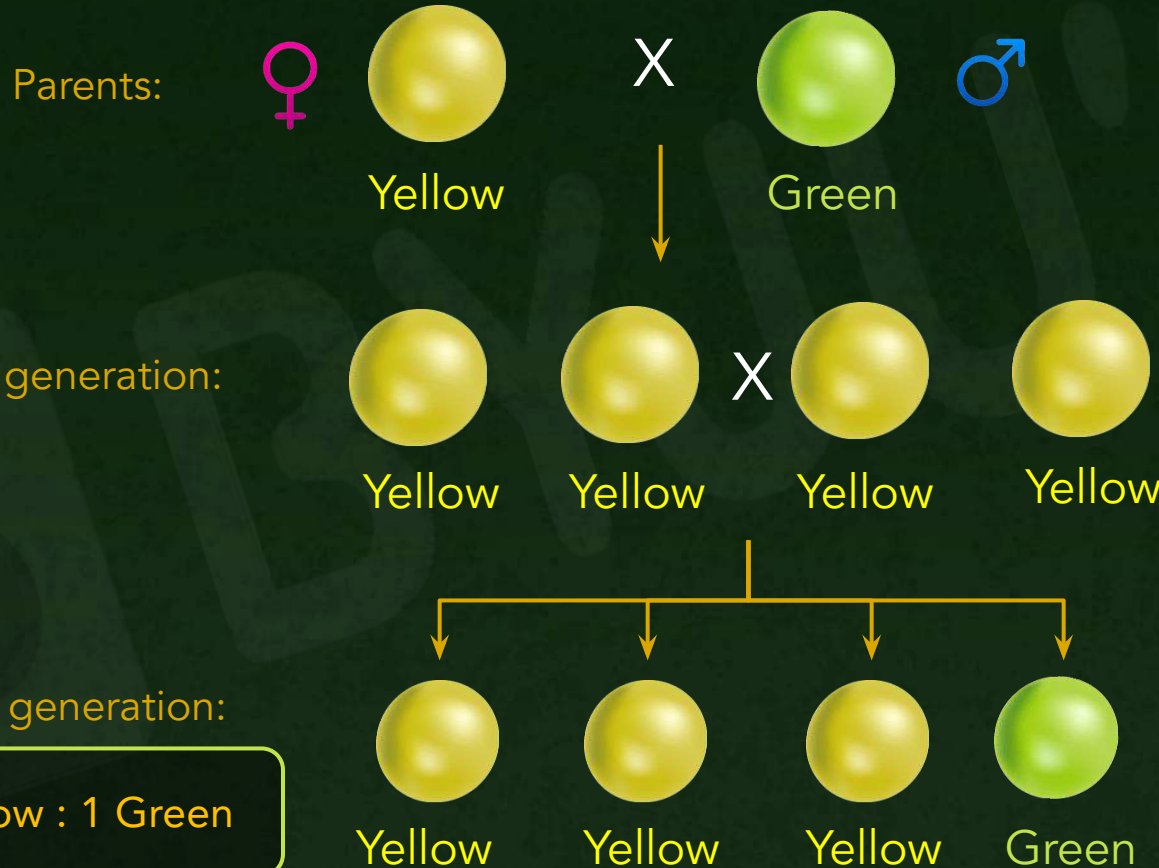 Parents:
X
Yellow
Green
generation:
X
Yellow Yellow Yellow Yellow
generation:
ow : 1 Green
Yellow Yellow Yellow Green